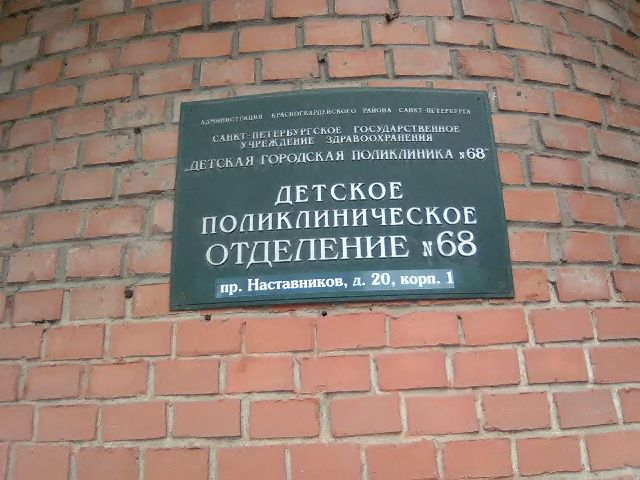 АДМИНИСТРАЦИЯ КРАСНОГВАРДЕЙСКОГО РАЙОНА САНКТ-ПЕТЕРБУРГА
САНКТ-ПЕТЕРБУРГСКОЕ ГОСУДАРСТВЕННОЕ
УЧРЕЖДЕНИЕ ЗДРАВООХРАНЕНИЯ
„ДЕТСКАЯ ГОРОДСКАЯ ПОЛИКЛИНИКА №68"
ДЕТСКОЕ
ПОЛИКЛИНИЧЕСКОЕ
ОТДЕЛЕНИЕ №68
пр. Наставников, д. 20, корп. 1